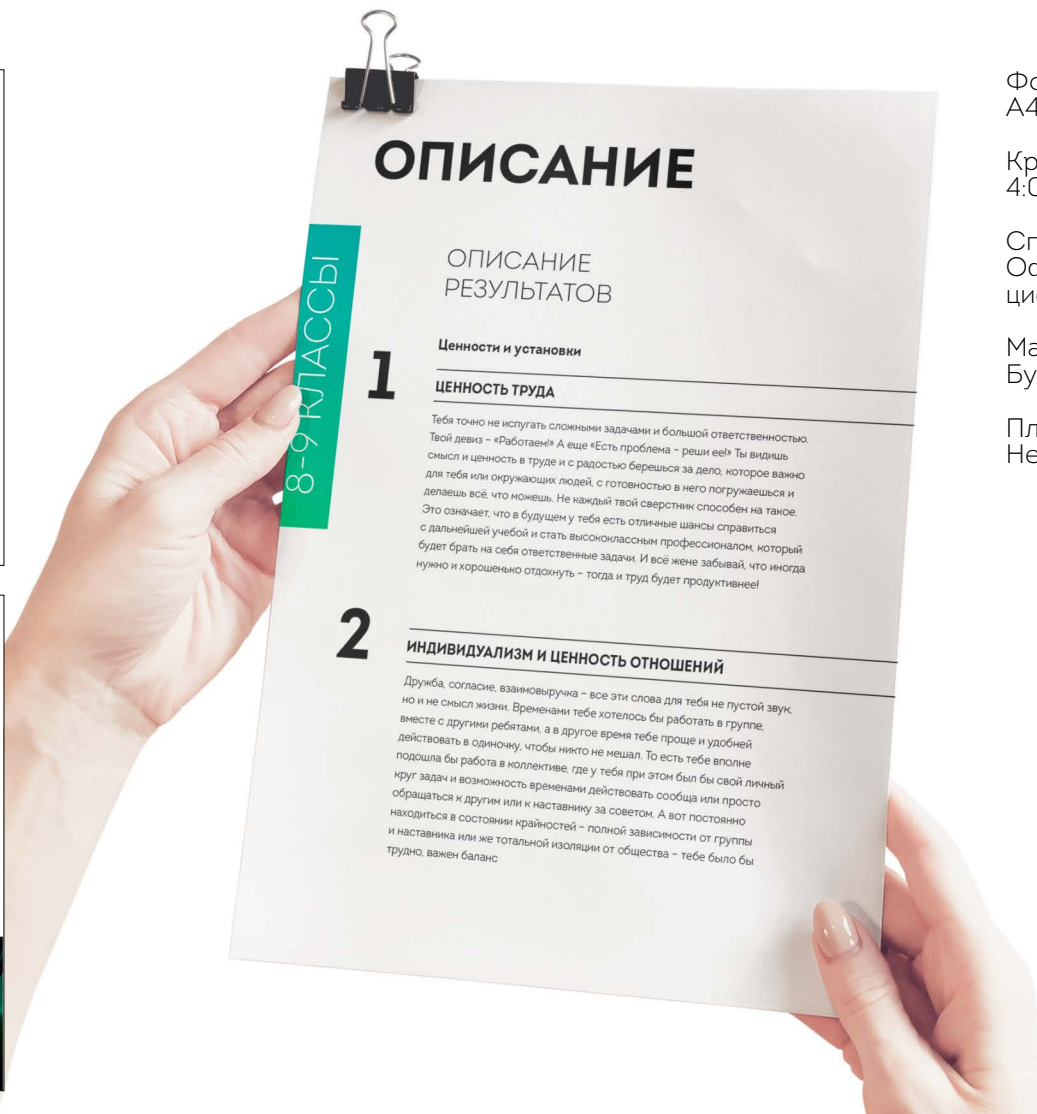 ОПИСАНИЕ
ОПИСАНИЕ
РЕЗУЛЬТАТОВ
8-9 КЛАССЫ
1
Ценности и установки
ЦЕННОСТЬ ТРУДА
Тебя точно не испугать сложными задачами и большой ответственностью.
Твой девиз – «Работаем!» А еще «Есть проблема – реши ее!» Ты видишь
смысл и ценность в труде и с радостью берешься за дело, которое важно
для тебя или окружающих людей, с готовностью в него погружаешься и
делаешь всё, что можешь. Не каждый твой сверстник способен на такое.
Это означает, что в будущем у тебя есть отличные шансы справиться
с дальнейшей учебой и стать высококлассным профессионалом, который
будет брать на себя ответственные задачи. И всё жене забывай, что иногда
нужно и хорошенько отдохнуть – тогда и труд будет продуктивнее!
2
ИНДИВИДУАЛИЗМ И ЦЕННОСТЬ ОТНОШЕНИЙ
Дружба, согласие, взаимовыручка – все эти слова для тебя не пустой звук,
но и не смысл жизни. Временами тебе хотелось бы работать в группе,
вместе с другими ребятами, а в другое время тебе проще и удобней
действовать в одиночку, чтобы никто не мешал. То есть тебе вполне
подошла бы работа в коллективе, где у тебя при этом был бы свой личный
круг задач и возможность временами действовать сообща или просто
обращаться к другим или к наставнику за советом. А вот постоянно
находиться в состоянии крайностей – полной зависимости от группы
и наставника или же тотальной изоляции от общества – тебе было бы
трудно, важен баланс
А4